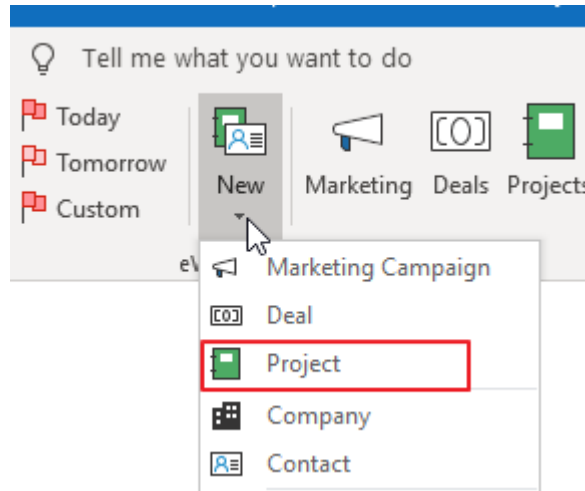 Tell me what you want to do
Today
Tomorrow
Custom
New
Marketing
Deals
Projects
Marketing Campaign
Deal
Project
Company
Contact